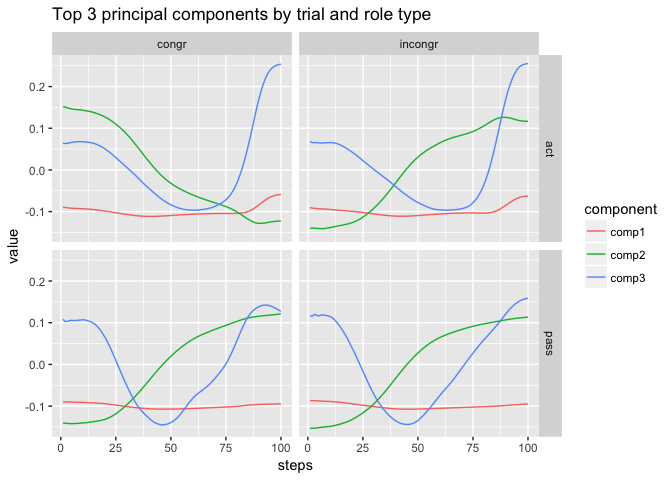 Top 3 principal components by trial and role type
congr
incongr
0.2
0.1
0.0
-0.1
act
value
component
comp1
comp2
comp3
0.2
0.1
0.0
-0.1
pass
0 25 50 75 100 0 25 50 75 100
steps